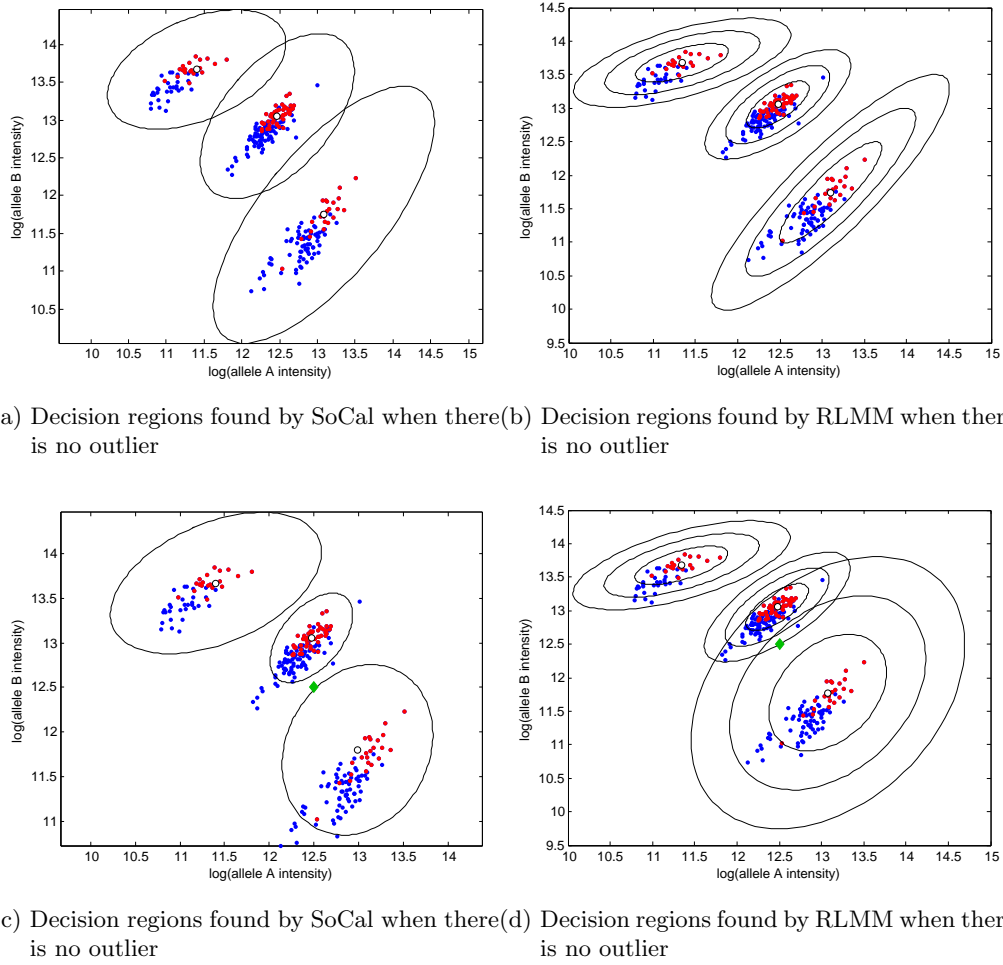 14
13.5
13
12.5
12
11.5
11
10.5
10 10.5 11 11.5 12 12.5 13 13.5 14 14.5 15
log(allele A intensity)
log(allele B intensity)
14.5
14
13.5
13
12.5
12
11.5
11
10.5
10
9.5
10 10.5 11 11.5 12 12.5 13 13.5 14 14.5 15
log(allele A intensity)
log(allele B intensity)
a) Decision regions found by SoCal when there
is no outlier
(b) Decision regions found by RLMM when ther
is no outlier
14
13.5
13
12.5
12
11.5
11
10 10.5 11 11.5 12 12.5 13 13.5 14
log(allele A intensity)
log(allele B intensity)
14.5
14
13.5
13
12.5
12
11.5
11
10.5
10
9.5
10 10.5 11 11.5 12 12.5 13 13.5 14 14.5 15
log(allele A intensity)
log(allele B intensity)
c) Decision regions found by SoCal when there
is no outlier
(d) Decision regions found by RLMM when ther
is no outlier